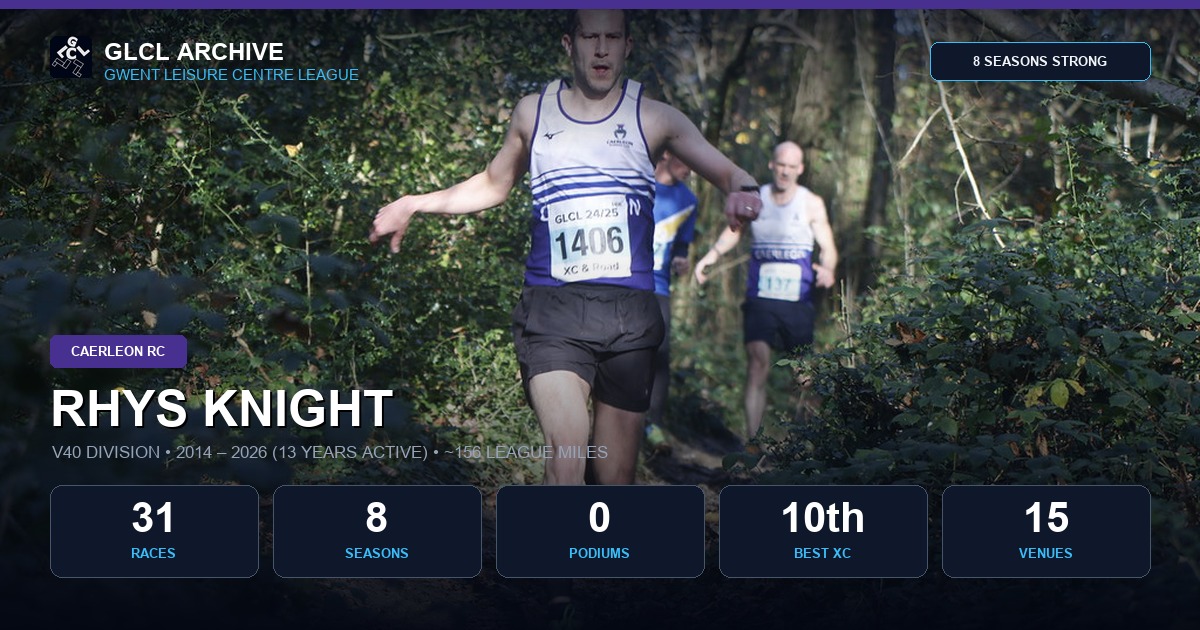 GLCL ARCHIVE
GWENT LEISURE CENTRE LEAGUE
8 SEASONS STRONG
CAERLEON
GLCL 24/25
1406
XC & Road
CAERLEON
137
CAERLEON RC
RHYS KNIGHT
V40 DIVISION • 2014 – 2026 (13 YEARS ACTIVE) • ~156 LEAGUE MILES
31
RACES
8
SEASONS
0
PODIUMS
10th
BEST XC
15
VENUES